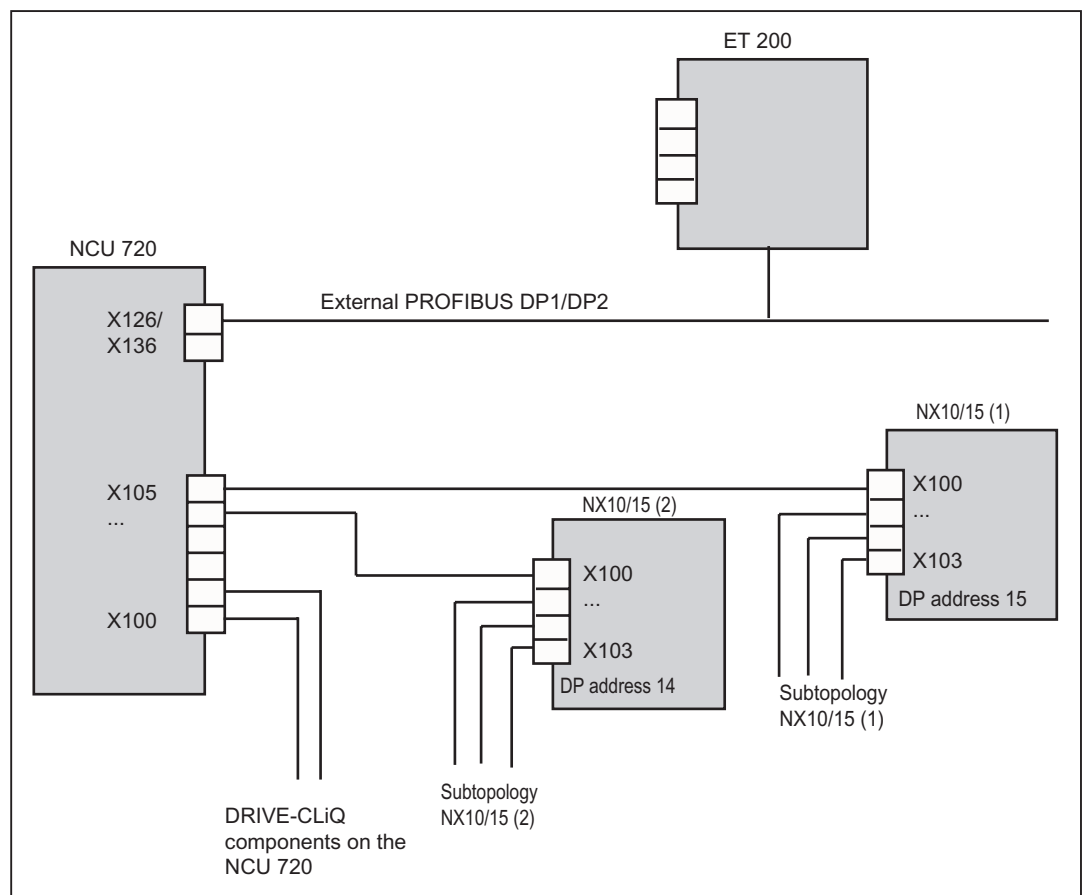 ET 200
NCU 720
X126/
X136
External PROFIBUS DP1/DP2
NX10/15 (1)
X105
...
X100
NX10/15 (2)
X100
...
X103
DP address 14
X100
...
X103
DP address 15
Subtopology
NX10/15 (1)
Subtopology
NX10/15 (2)
DRIVE-CLiQ
components on the
NCU 720